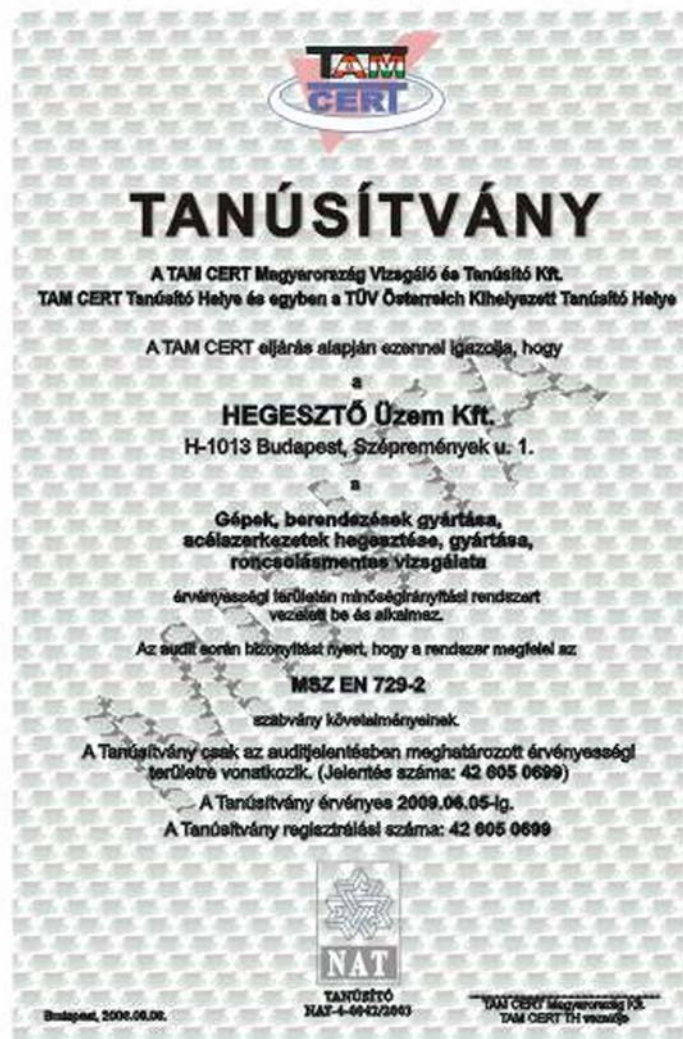 TAM
CERT
TANÚSÍTVÁNY
A TAM CERT Magyarország Vizsgáló és Tanúsító Kft.
TAM CERT Tanúsító Helye és egyben a TÜV Österreich Kihelyezett Tanúsító Helye
A TAM CERT eljárás alapján ezennel igazolja, hogy
a
HEGESZTŐ Üzem Kft.
H-1013 Budapest, Szépremények u. 1.
a
Gépek, berendezések gyártása,
acélszerkezetek hegesztése, gyártása,
roncsolásmentes vizsgálata
érvényességi területén minőségirányítási rendszert
vezetett be és alkalmaz.
Az audit során bizonyítást nyert, hogy a rendszer megfelel az
MSZ EN 729-2
szabvány követelményeinek.
A Tanúsítvány csak az auditjelentésben meghatározott érvényességi
területre vonatkozik. (Jelentés száma: 42 605 0699)
A Tanúsítvány érvényes 2009.06.05-ig.
A Tanúsítvány regisztrálási száma: 42 605 0699
NAT
TANÚSÍTÓ
NAT-4-0042/2003
Budapest,
TAM CERT Magyarország Kft.
TAM CERT TH vezetője